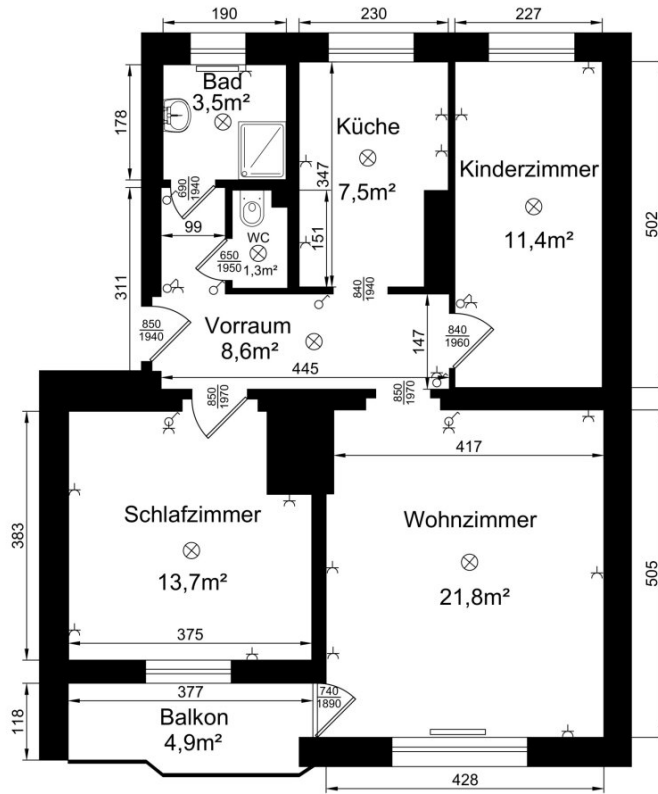 190
230
227
Bad
3,5m²
178
Küche
7,5m²
347
Kinderzimmer
11,4m²
502
690
1940
99
WC
1,3m²
650
1950
151
311
840
1940
850
1940
Vorraum
8,6m²
147
840
1960
445
850
1970
850
1970
417
383
Schlafzimmer
13,7m²
Wohnzimmer
21,8m²
505
375
377
740
1890
118
Balkon
4,9m²
428